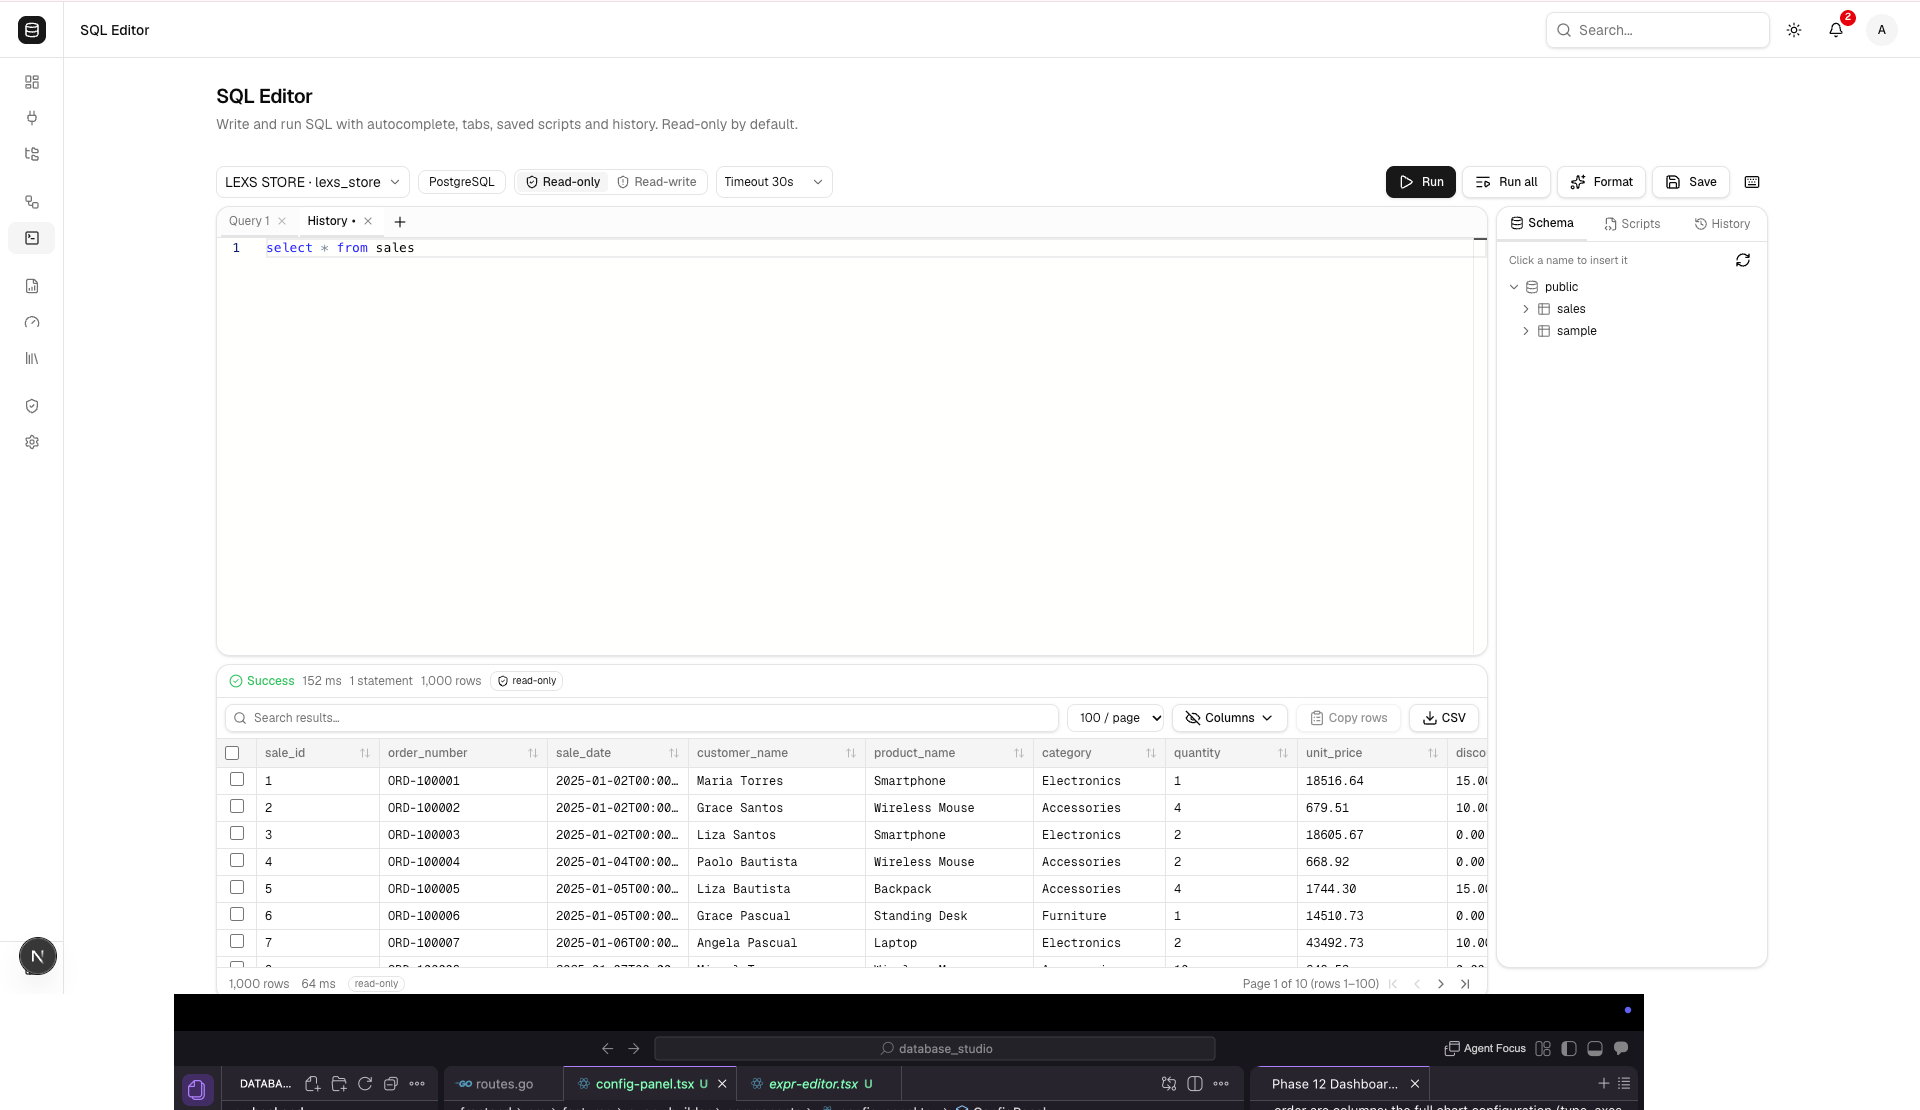 SQL Editor
Search...
2
A
SQL Editor
Write and run SQL with autocomplete, tabs, saved scripts and history. Read-only by default.
LEXS STORE · lexs_store
PostgreSQL
Read-only
Read-write
Timeout 30s
Run
Run all
Format
Save
Query 1
History •
1 select * from sales
Schema
Scripts
History
Click a name to insert it
public
sales
sample
Success 152 ms 1 statement 1,000 rows read-only
Search results...
100 / page
Columns
Copy rows
CSV
sale_id order_number sale_date customer_name product_name category quantity unit_price disco
1 ORD-100001 2025-01-02T00:00… Maria Torres Smartphone Electronics 1 18516.64 15.00
2 ORD-100002 2025-01-02T00:00… Grace Santos Wireless Mouse Accessories 4 679.51 10.00
3 ORD-100003 2025-01-02T00:00… Liza Santos Smartphone Electronics 2 18605.67 0.00
4 ORD-100004 2025-01-04T00:00… Paolo Bautista Wireless Mouse Accessories 2 668.92 0.00
5 ORD-100005 2025-01-05T00:00… Liza Bautista Backpack Accessories 4 1744.30 15.00
6 ORD-100006 2025-01-05T00:00… Grace Pascual Standing Desk Furniture 1 14510.73 0.00
7 ORD-100007 2025-01-06T00:00… Angela Pascual Laptop Electronics 2 43492.73 10.00
1,000 rows 64 ms read-only
Page 1 of 10 (rows 1–100)
N
database_studio
Agent Focus
DATABA...
routes.go
config-panel.tsx U
expr-editor.tsx U
Phase 12 Dashboar...